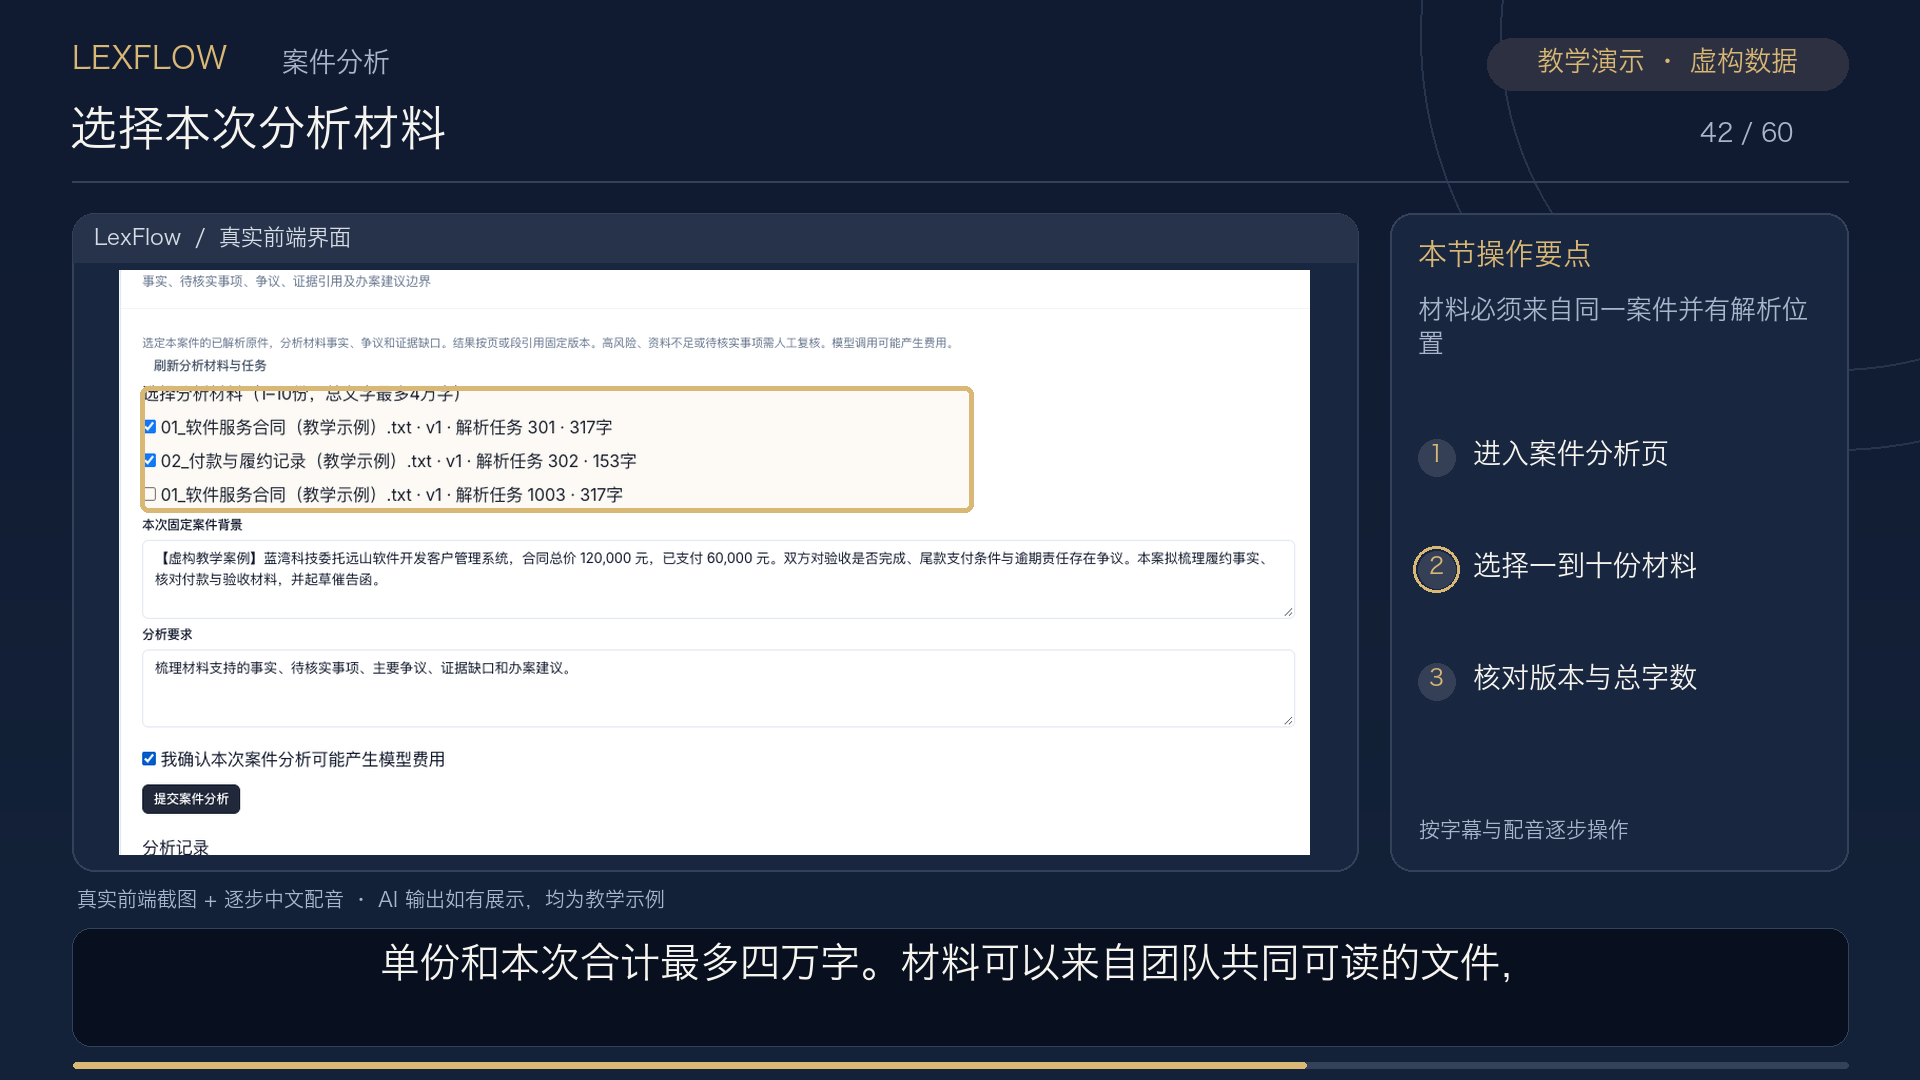 LEXFLOW 案件分析
教学演示 · 虚构数据
选择本次分析材料
42 / 60
LexFlow / 真实前端界面
事实、待核实事项、争议、证据引用及办案建议边界
选定本案件的已解析原件，分析材料事实、争议和证据缺口。结果按页或段引用固定版本。高风险、资料不足或待核实事项需人工复核。模型调用可能产生费用。
刷新分析材料与任务
选择分析材料（1–10份，总文字最多4万字）
01_软件服务合同（教学示例）.txt · v1 · 解析任务 301 · 317字
02_付款与履约记录（教学示例）.txt · v1 · 解析任务 302 · 153字
01_软件服务合同（教学示例）.txt · v1 · 解析任务 1003 · 317字
本次固定案件背景
【虚构教学案例】蓝湾科技委托远山软件开发客户管理系统，合同总价 120,000 元，已支付 60,000 元。双方对验收是否完成、尾款支付条件与逾期责任存在争议。本案拟梳理履约事实、
核对付款与验收材料，并起草催告函。
分析要求
梳理材料支持的事实、待核实事项、主要争议、证据缺口和办案建议。
我确认本次案件分析可能产生模型费用
提交案件分析
分析记录
本节操作要点
材料必须来自同一案件并有解析位
置
1 进入案件分析页
2 选择一到十份材料
3 核对版本与总字数
按字幕与配音逐步操作
真实前端截图 + 逐步中文配音 · AI 输出如有展示，均为教学示例
单份和本次合计最多四万字。材料可以来自团队共同可读的文件，